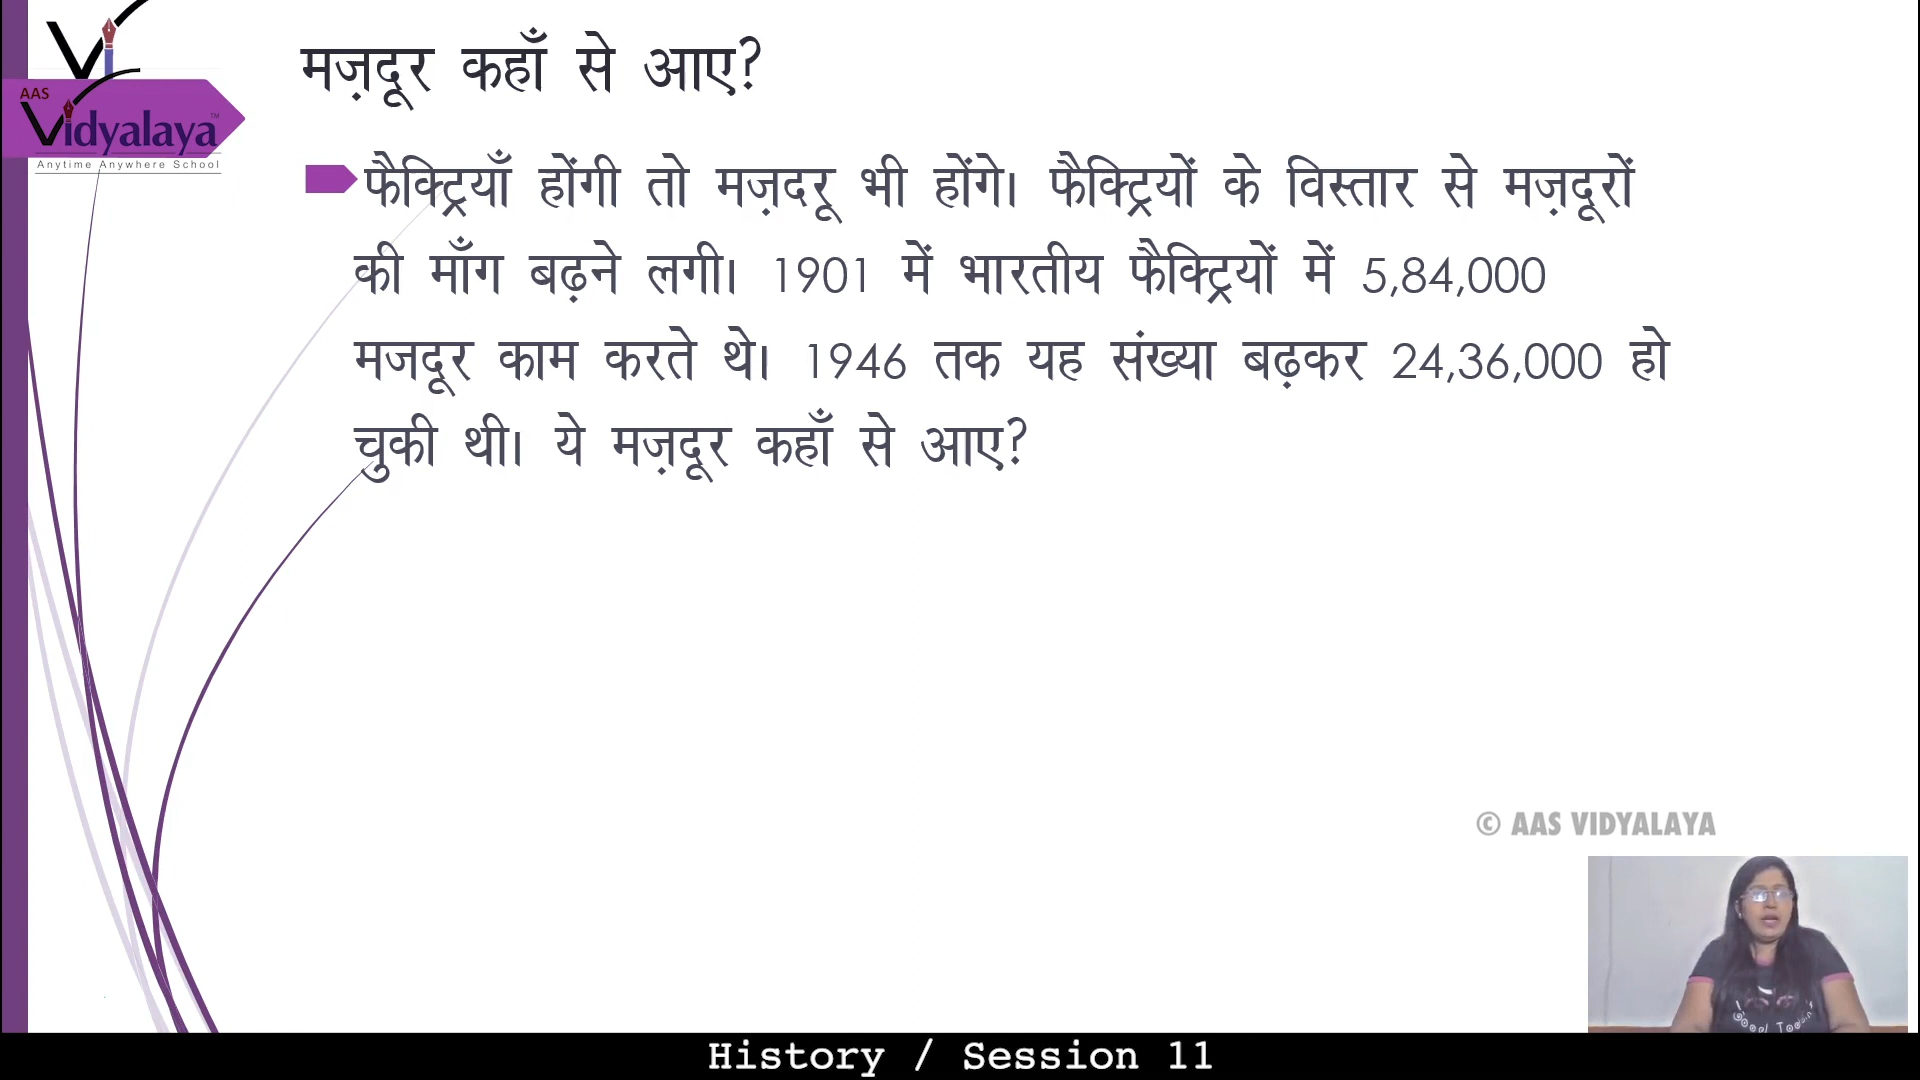 मज़दूर कहाँ से आए?
AAS
Vidyalaya™
Anytime Anywhere School
फैक्ट्रियाँ होंगी तो मज़दरू भी होंगे। फैक्ट्रियों के विस्तार से मज़दूरों
की माँग बढ़ने लगी। 1901 में भारतीय फैक्ट्रियों में 5,84,000
मजदूर काम करते थे। 1946 तक यह संख्या बढ़कर 24,36,000 हो
चुकी थी। ये मज़दूर कहाँ से आए?
© AAS VIDYALAYA
History / Session 11